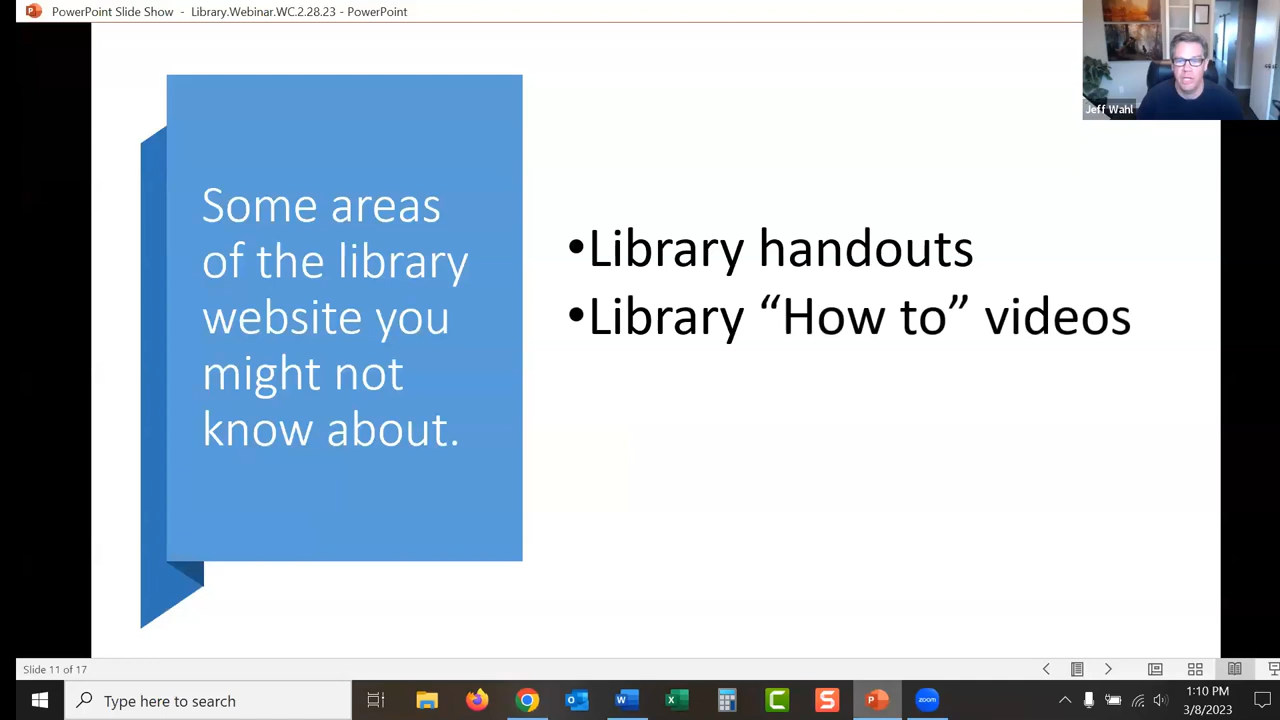 PowerPoint Slide Show - Library.Webinar.WC.2.28.23 - PowerPoint
Jeff Wahl
Some areas
of the library
website you
might not
know about.
•Library handouts
•Library “How to” videos
Slide 11 of 17
Type here to search
zoom
1:10 PM
3/8/2023